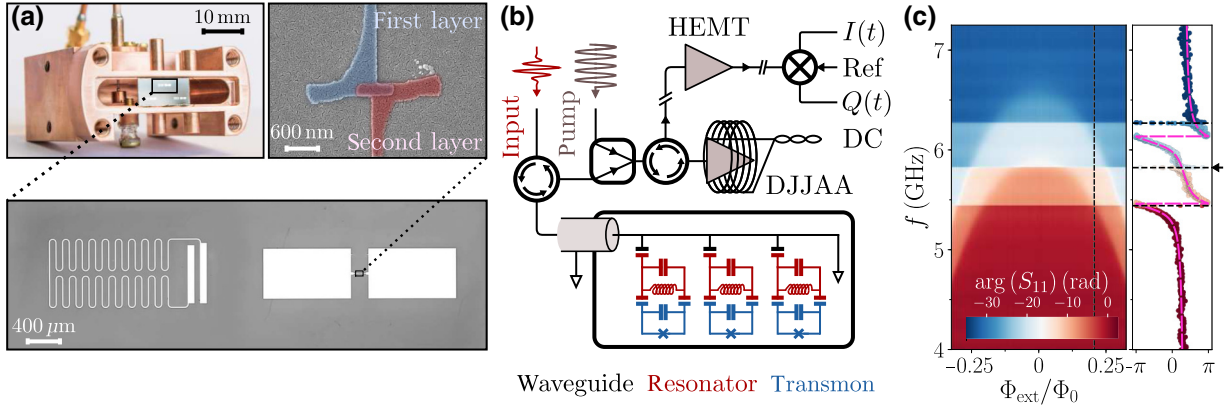 (a)
10 mm
First layer
600 nm
Second layer
400 µm
(b)
Input
Pump
HEMT
I(t)
Ref
Q(t)
DC
DJJAA
Waveguide Resonator Transmon
(c)
7
6
5
4
f (GHz)
arg (S₁₁) (rad)
−30 −20 −10 0
−0.25 0 0.25
Φext/Φ₀
-π 0 π